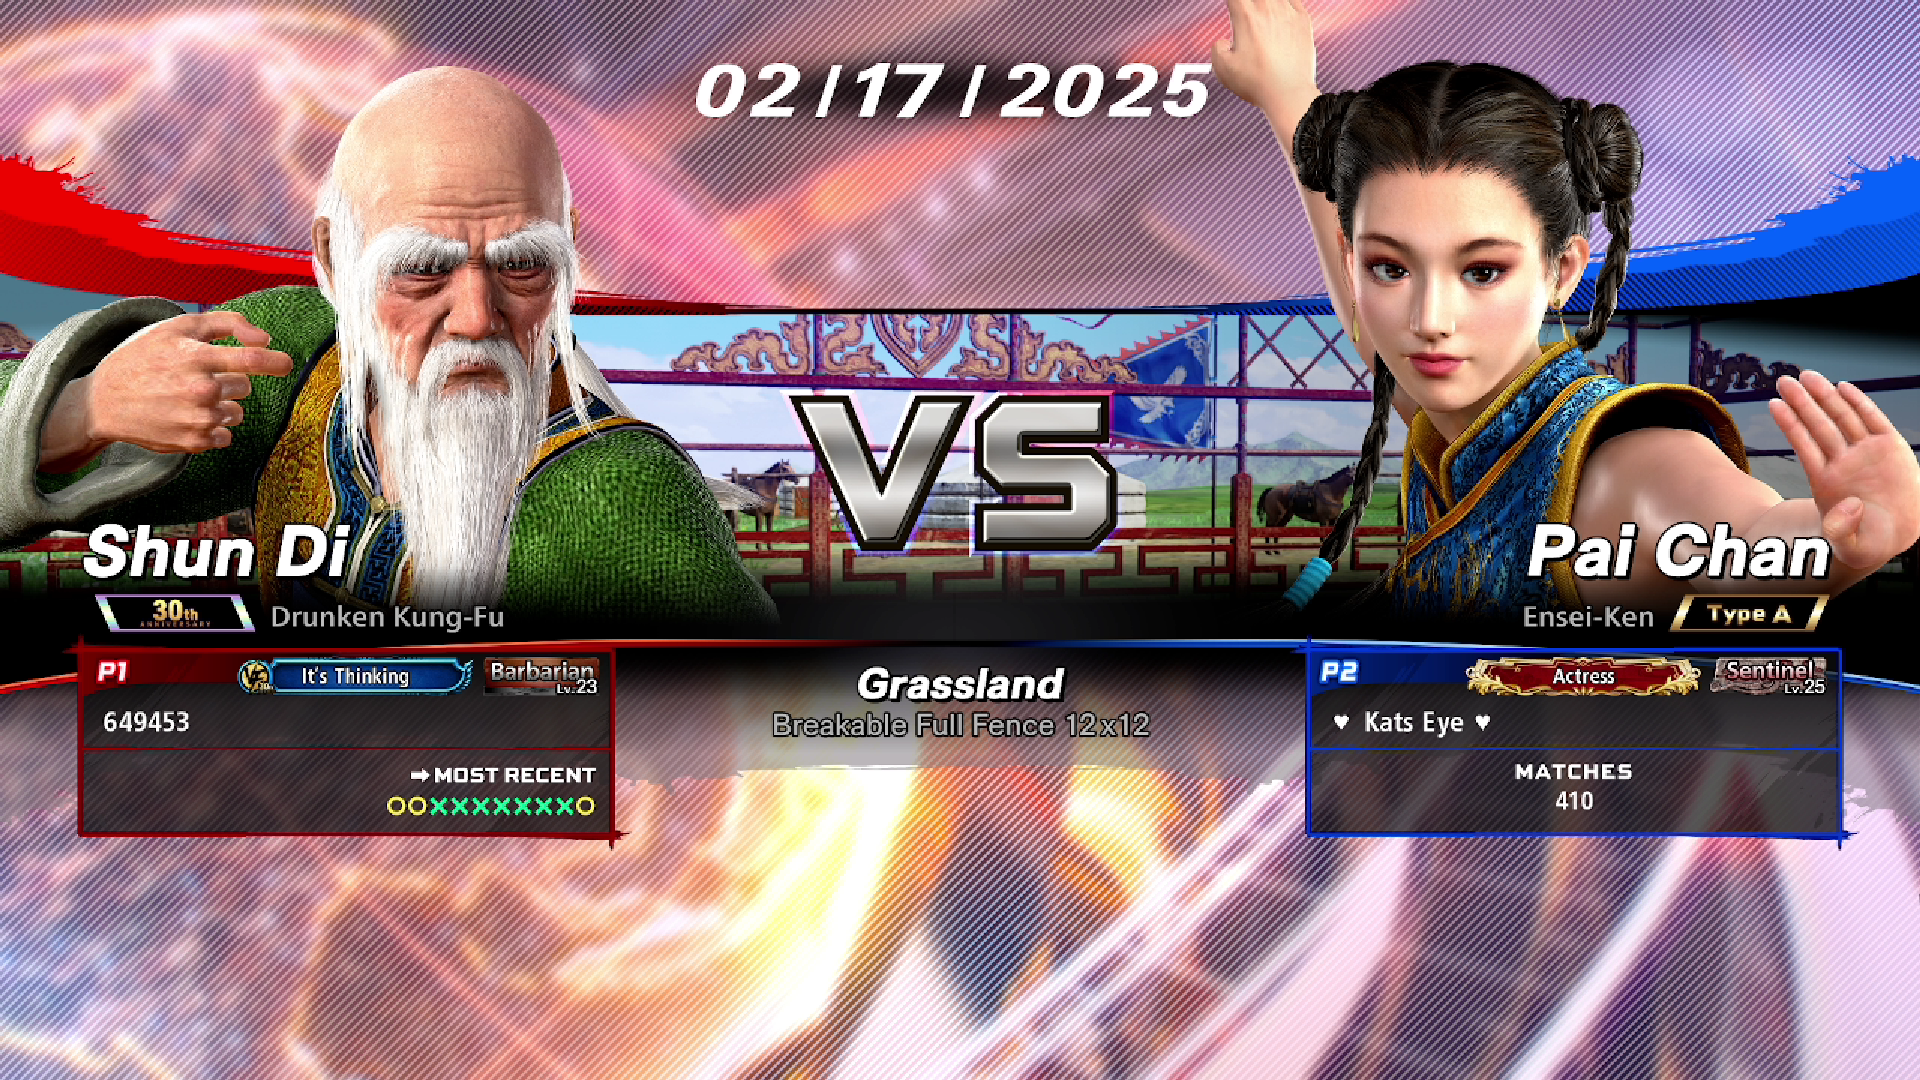 02/17/2025
VS
Shun Di
30th
ANNIVERSARY
Drunken Kung-Fu
Pai Chan
Ensei-Ken
Type A
P1
It's Thinking
Barbarian
Lv.23
649453
➡MOST RECENT
OOXXXXXXXO
Grassland
Breakable Full Fence 12x12
P2
Actress
Sentinel
Lv.25
♥ Kats Eye ♥
MATCHES
410